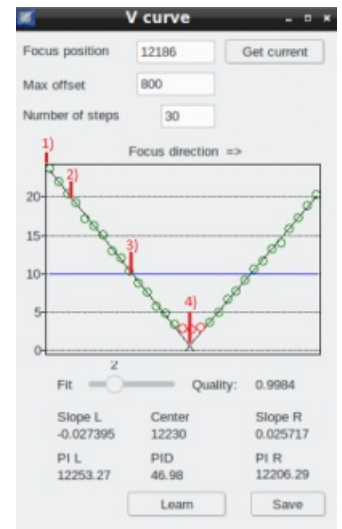 V curve
Focus position 12186 Get current
Max offset 800
Number of steps 30
1) Focus direction =>
2)
20
15
3)
10
4)
5
0
2
Fit Quality: 0.9984
Slope L Center Slope R
-0.027395 12230 0.025717
PI L PID PI R
12253.27 46.98 12206.29
Learn Save